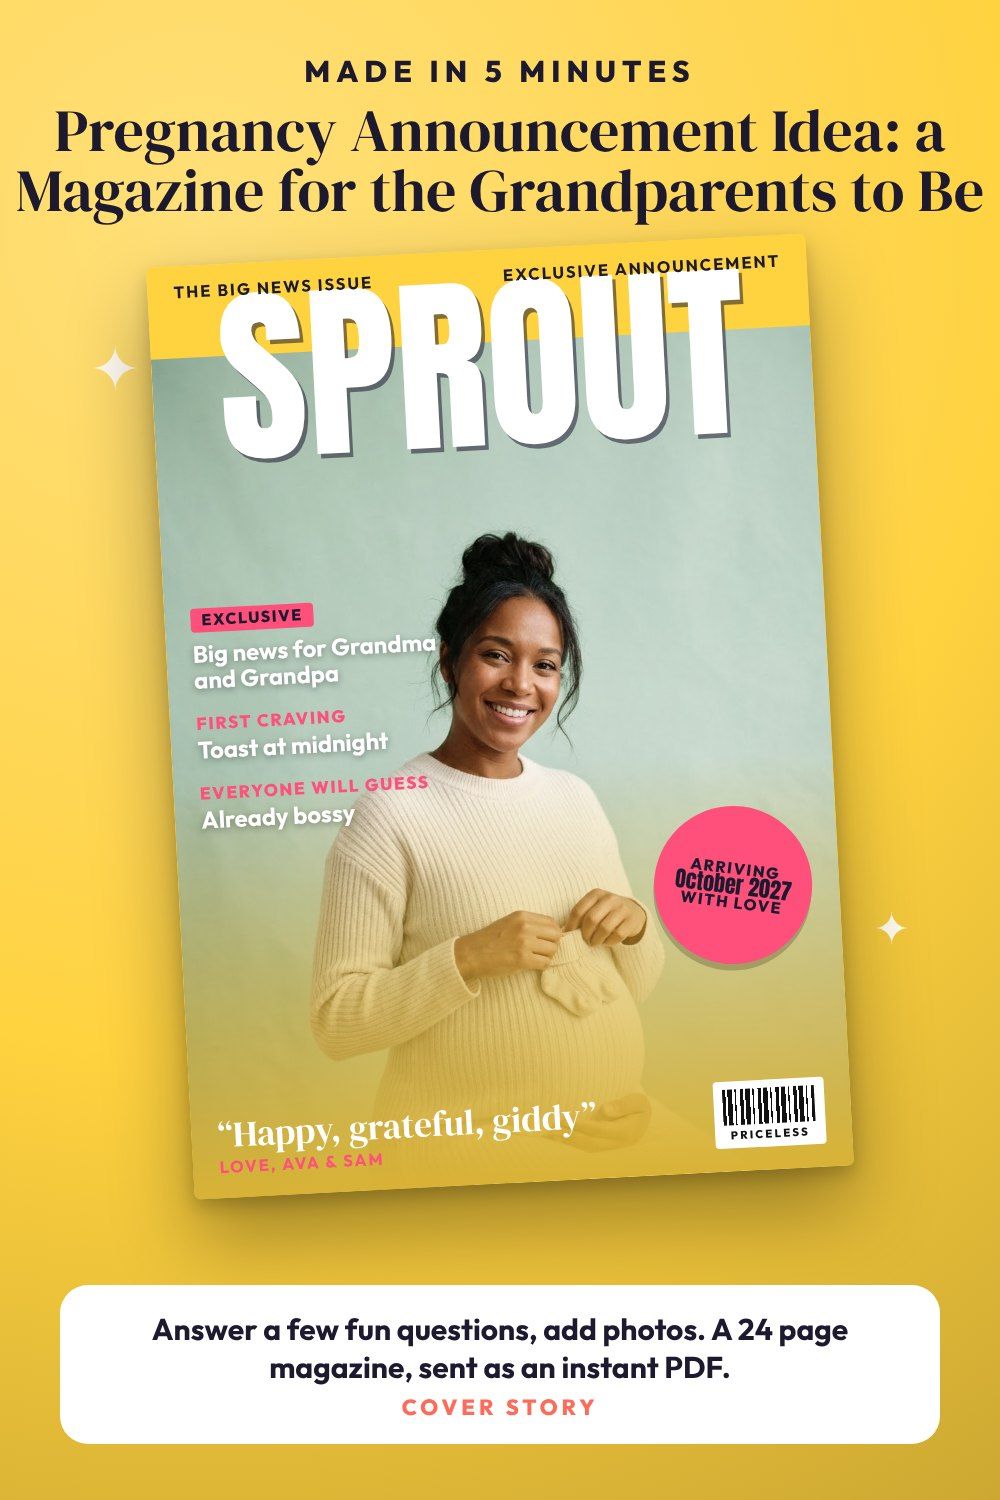 MADE IN 5 MINUTES
Pregnancy Announcement Idea: a
Magazine for the Grandparents to Be
THE BIG NEWS ISSUE
EXCLUSIVE ANNOUNCEMENT
SPROUT
EXCLUSIVE
Big news for Grandma
and Grandpa
FIRST CRAVING
Toast at midnight
EVERYONE WILL GUESS
Already bossy
ARRIVING
October 2027
WITH LOVE
“Happy, grateful, giddy”
LOVE, AVA & SAM
PRICELESS
Answer a few fun questions, add photos. A 24 page
magazine, sent as an instant PDF.
COVER STORY